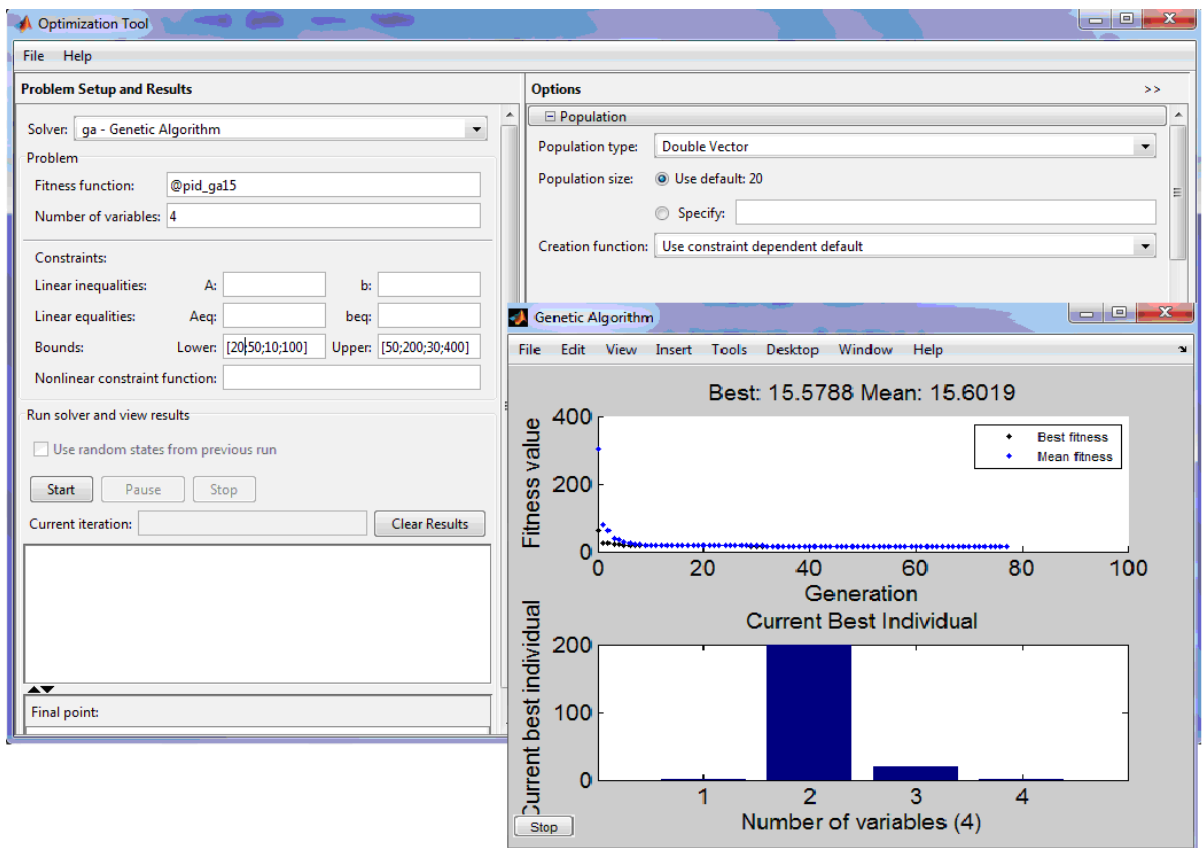 Optimization Tool
File Help
Problem Setup and Results
Solver: ga - Genetic Algorithm
Problem
Fitness function: @pid_ga15
Number of variables: 4
Constraints:
Linear inequalities: A: b:
Linear equalities: Aeq: beq:
Bounds: Lower: [20;50;10;100] Upper: [50;200;30;400]
Nonlinear constraint function:
Run solver and view results
Use random states from previous run
Start Pause Stop
Current iteration: Clear Results
Final point:
Options >>
Population
Population type: Double Vector
Population size: Use default: 20
Specify:
Creation function: Use constraint dependent default
Genetic Algorithm
File Edit View Insert Tools Desktop Window Help
Best: 15.5788 Mean: 15.6019
Fitness value
400
200
0
Best fitness
Mean fitness
0 20 40 60 80 100
Generation
Current Best Individual
Current best individual
200
100
0
1 2 3 4
Number of variables (4)
Stop